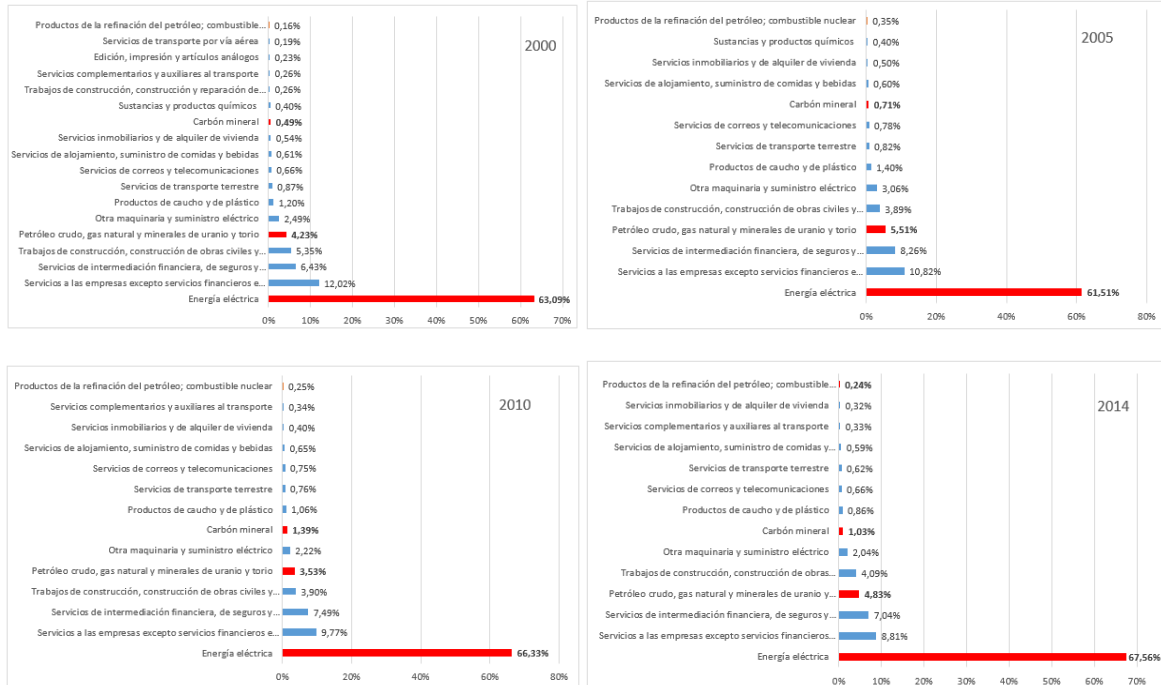 2000
Productos de la refinación del petróleo; combustible... 0,16%
Servicios de transporte por vía aérea 0,19%
Edición, impresión y artículos análogos 0,23%
Servicios complementarios y auxiliares al transporte 0,26%
Trabajos de construcción, construcción y reparación de... 0,26%
Sustancias y productos químicos 0,40%
Carbón mineral 0,49%
Servicios inmobiliarios y de alquiler de vivienda 0,54%
Servicios de alojamiento, suministro de comidas y bebidas 0,61%
Servicios de correos y telecomunicaciones 0,66%
Servicios de transporte terrestre 0,87%
Productos de caucho y de plástico 1,20%
Otra maquinaria y suministro eléctrico 2,49%
Petróleo crudo, gas natural y minerales de uranio y torio 4,23%
Trabajos de construcción, construcción de obras civiles y... 5,35%
Servicios de intermediación financiera, de seguros y... 6,43%
Servicios a las empresas excepto servicios financieros e... 12,02%
Energía eléctrica 63,09%
0% 10% 20% 30% 40% 50% 60% 70%
2005
Productos de la refinación del petróleo; combustible nuclear 0,35%
Sustancias y productos químicos 0,40%
Servicios inmobiliarios y de alquiler de vivienda 0,50%
Servicios de alojamiento, suministro de comidas y bebidas 0,60%
Carbón mineral 0,71%
Servicios de correos y telecomunicaciones 0,78%
Servicios de transporte terrestre 0,82%
Productos de caucho y de plástico 1,40%
Otra maquinaria y suministro eléctrico 3,06%
Trabajos de construcción, construcción de obras civiles y... 3,89%
Petróleo crudo, gas natural y minerales de uranio y torio 5,51%
Servicios de intermediación financiera, de seguros y... 8,26%
Servicios a las empresas excepto servicios financieros e... 10,82%
Energía eléctrica 61,51%
0% 20% 40% 60% 80%
2010
Productos de la refinación del petróleo; combustible nuclear 0,25%
Servicios complementarios y auxiliares al transporte 0,34%
Servicios inmobiliarios y de alquiler de vivienda 0,40%
Servicios de alojamiento, suministro de comidas y bebidas 0,65%
Servicios de correos y telecomunicaciones 0,75%
Servicios de transporte terrestre 0,76%
Productos de caucho y de plástico 1,06%
Carbón mineral 1,39%
Otra maquinaria y suministro eléctrico 2,22%
Petróleo crudo, gas natural y minerales de uranio y torio 3,53%
Trabajos de construcción, construcción de obras civiles y... 3,90%
Servicios de intermediación financiera, de seguros y... 7,49%
Servicios a las empresas excepto servicios financieros e... 9,77%
Energía eléctrica 66,33%
0% 20% 40% 60% 80%
2014
Productos de la refinación del petróleo; combustible... 0,24%
Servicios inmobiliarios y de alquiler de vivienda 0,32%
Servicios complementarios y auxiliares al transporte 0,33%
Servicios de alojamiento, suministro de comidas y... 0,59%
Servicios de transporte terrestre 0,62%
Servicios de correos y telecomunicaciones 0,66%
Productos de caucho y de plástico 0,86%
Carbón mineral 1,03%
Otra maquinaria y suministro eléctrico 2,04%
Trabajos de construcción, construcción de obras... 4,09%
Petróleo crudo, gas natural y minerales de uranio y... 4,83%
Servicios de intermediación financiera, de seguros y... 7,04%
Servicios a las empresas excepto servicios financieros... 8,81%
Energía eléctrica 67,56%
0% 10% 20% 30% 40% 50% 60% 70%